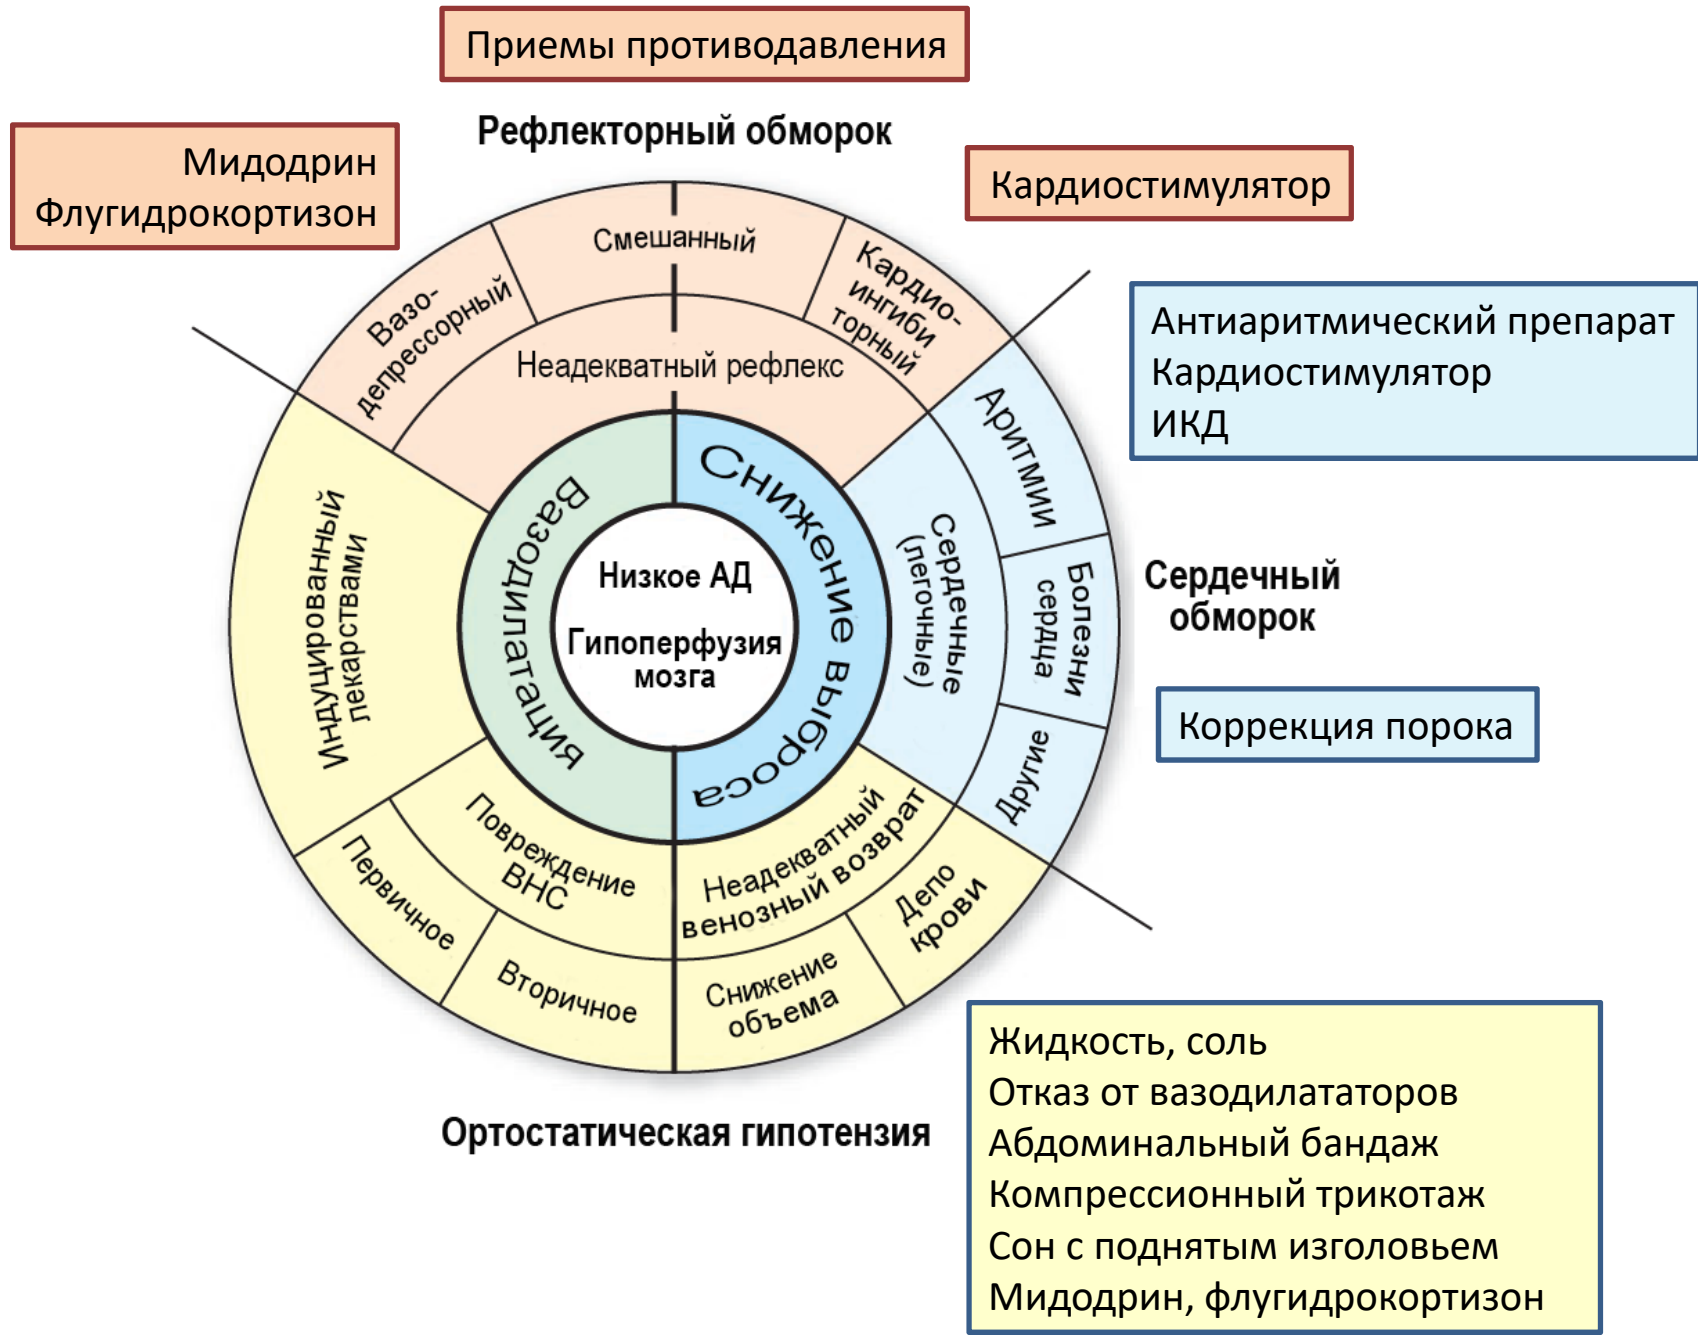 Приемы противодавления
Рефлекторный обморок
Мидодрин
Флугидрокортизон
Кардиостимулятор
Смешанный
Вазо-
депрессорный
Кардио-
ингиби
торный
Неадекватный рефлекс
Антиаритмический препарат
Кардиостимулятор
ИКД
Аритмии
Болезни
сердца
Другие
Сердечные
(легочные)
Сердечный
обморок
Коррекция порока
Вазодилатация
Снижение выброса
Низкое АД
Гипоперфузия
мозга
Индуцированный
лекарствами
Повреждение
ВНС
Первичное
Вторичное
Неадекватный
венозный возврат
Депо
крови
Снижение
объема
Ортостатическая гипотензия
Жидкость, соль
Отказ от вазодилататоров
Абдоминальный бандаж
Компрессионный трикотаж
Сон с поднятым изголовьем
Мидодрин, флугидрокортизон